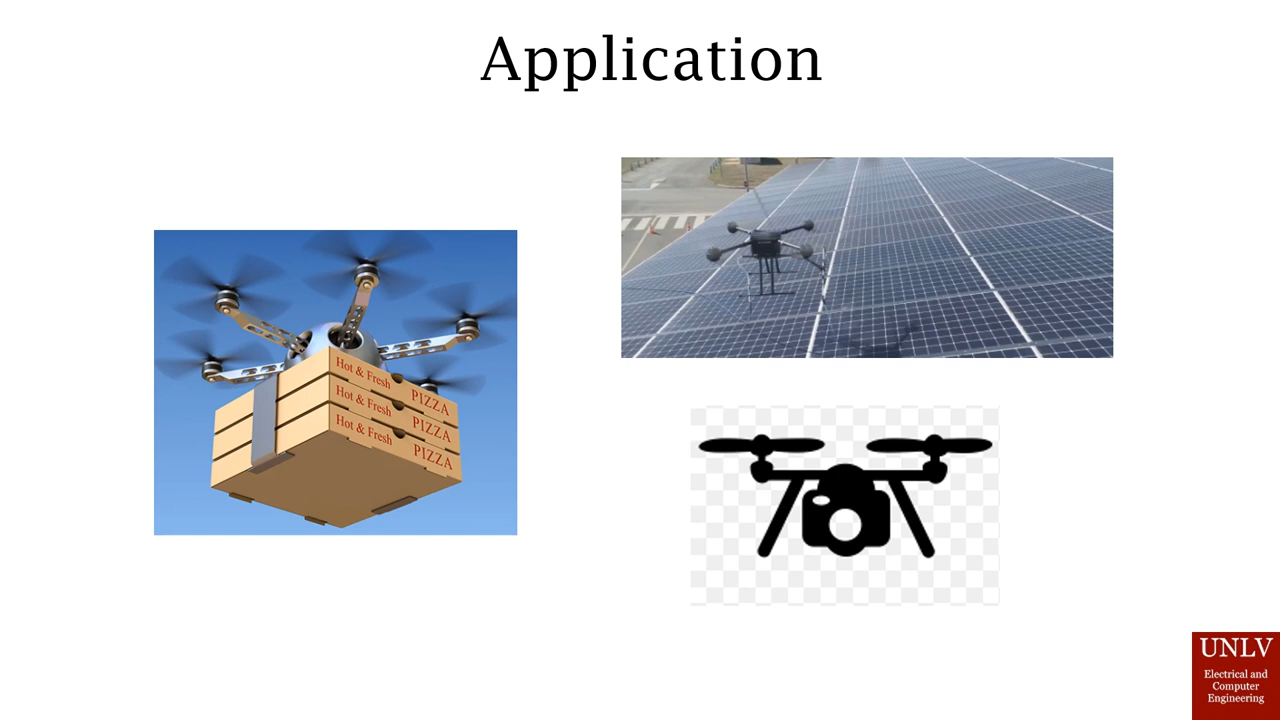 Application
Hot & Fresh PIZZA
Hot & Fresh PIZZA
Hot & Fresh PIZZA
UNLV
Electrical and
Computer
Engineering